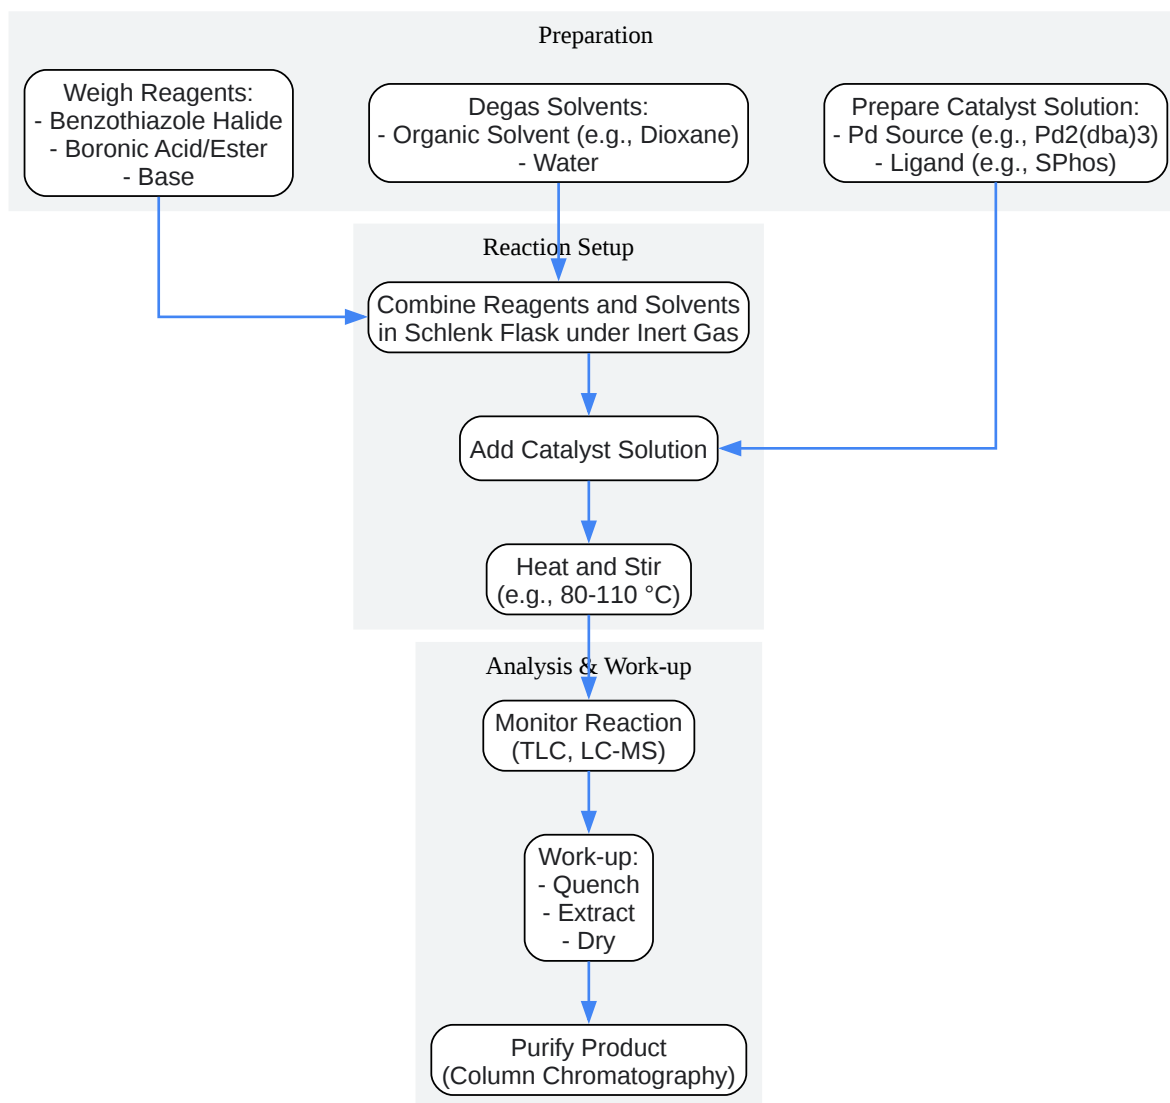 Preparation
Weigh Reagents:
- Benzothiazole Halide
- Boronic Acid/Ester
- Base
Degas Solvents:
- Organic Solvent (e.g., Dioxane)
- Water
Prepare Catalyst Solution:
- Pd Source (e.g., Pd2(dba)3)
- Ligand (e.g., SPhos)
Reaction Setup
Combine Reagents and Solvents
in Schlenk Flask under Inert Gas
Add Catalyst Solution
Heat and Stir
(e.g., 80-110 °C)
Analysis & Work-up
Monitor Reaction
(TLC, LC-MS)
Work-up:
- Quench
- Extract
- Dry
Purify Product
(Column Chromatography)